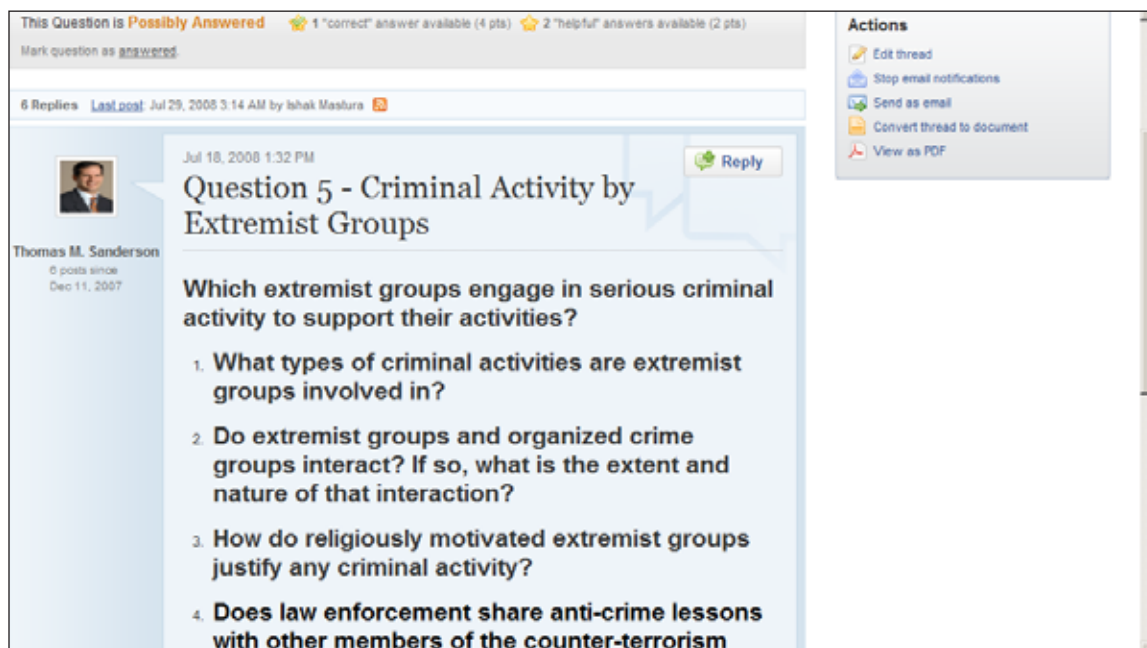 This Question is Possibly Answered 1 "correct" answer available (4 pts) 2 "helpful" answers available (2 pts)
Mark question as answered.
6 Replies Last post: Jul 29, 2008 3:14 AM by Ishak Mastura
Jul 18, 2008 1:32 PM
Reply
Question 5 - Criminal Activity by
Extremist Groups
Thomas M. Sanderson
6 posts since
Dec 11, 2007
Which extremist groups engage in serious criminal
activity to support their activities?
1. What types of criminal activities are extremist
groups involved in?
2. Do extremist groups and organized crime
groups interact? If so, what is the extent and
nature of that interaction?
3. How do religiously motivated extremist groups
justify any criminal activity?
4. Does law enforcement share anti-crime lessons
with other members of the counter-terrorism
Actions
Edit thread
Stop email notifications
Send as email
Convert thread to document
View as PDF